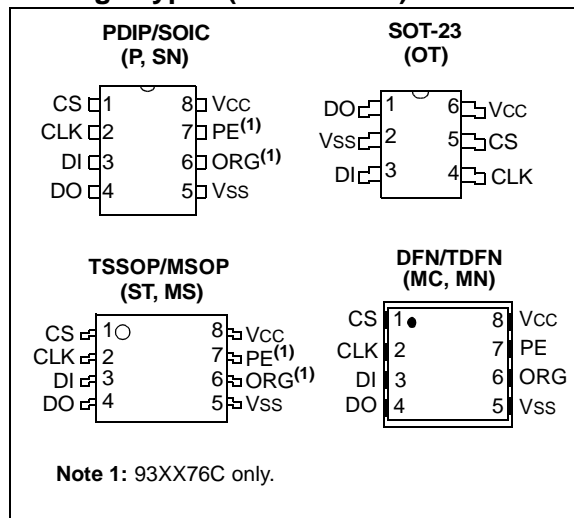 PDIP/SOIC
(P, SN)
CS 1 8 VCC
CLK 2 7 PE(1)
DI 3 6 ORG(1)
DO 4 5 VSS
SOT-23
(OT)
DO 1 6 VCC
VSS 2 5 CS
DI 3 4 CLK
TSSOP/MSOP
(ST, MS)
CS 1 8 VCC
CLK 2 7 PE(1)
DI 3 6 ORG(1)
DO 4 5 VSS
DFN/TDFN
(MC, MN)
CS 1 8 VCC
CLK 2 7 PE
DI 3 6 ORG
DO 4 5 VSS
Note 1: 93XX76C only.